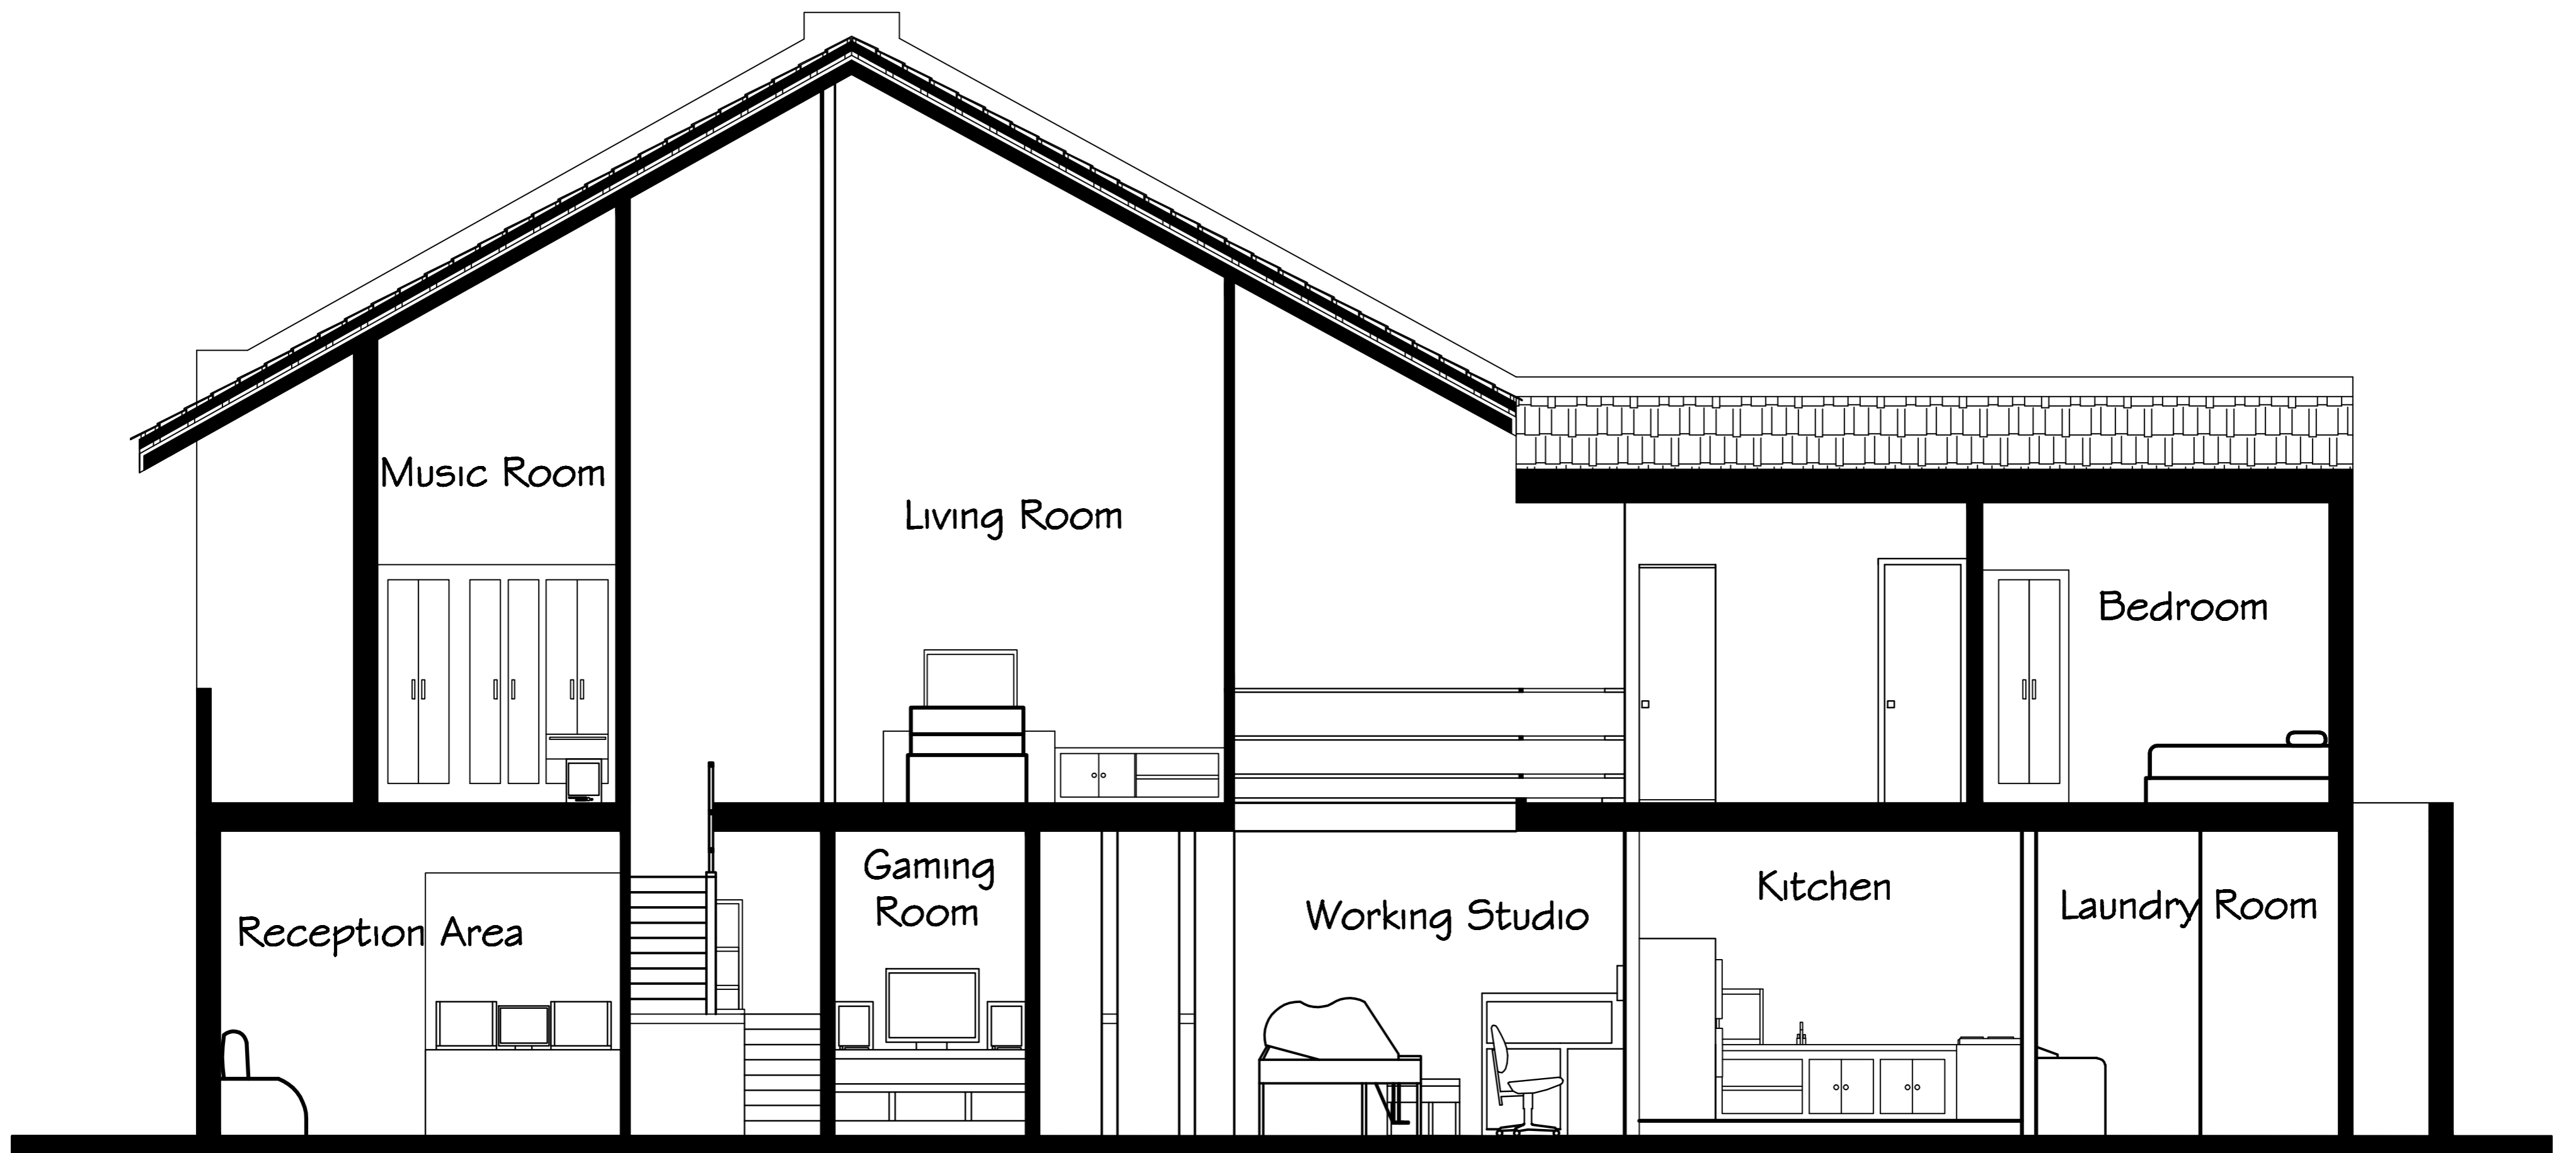 Music Room
Living Room
Bedroom
Reception Area
Gaming
Room
Working Studio
Kitchen
Laundry Room